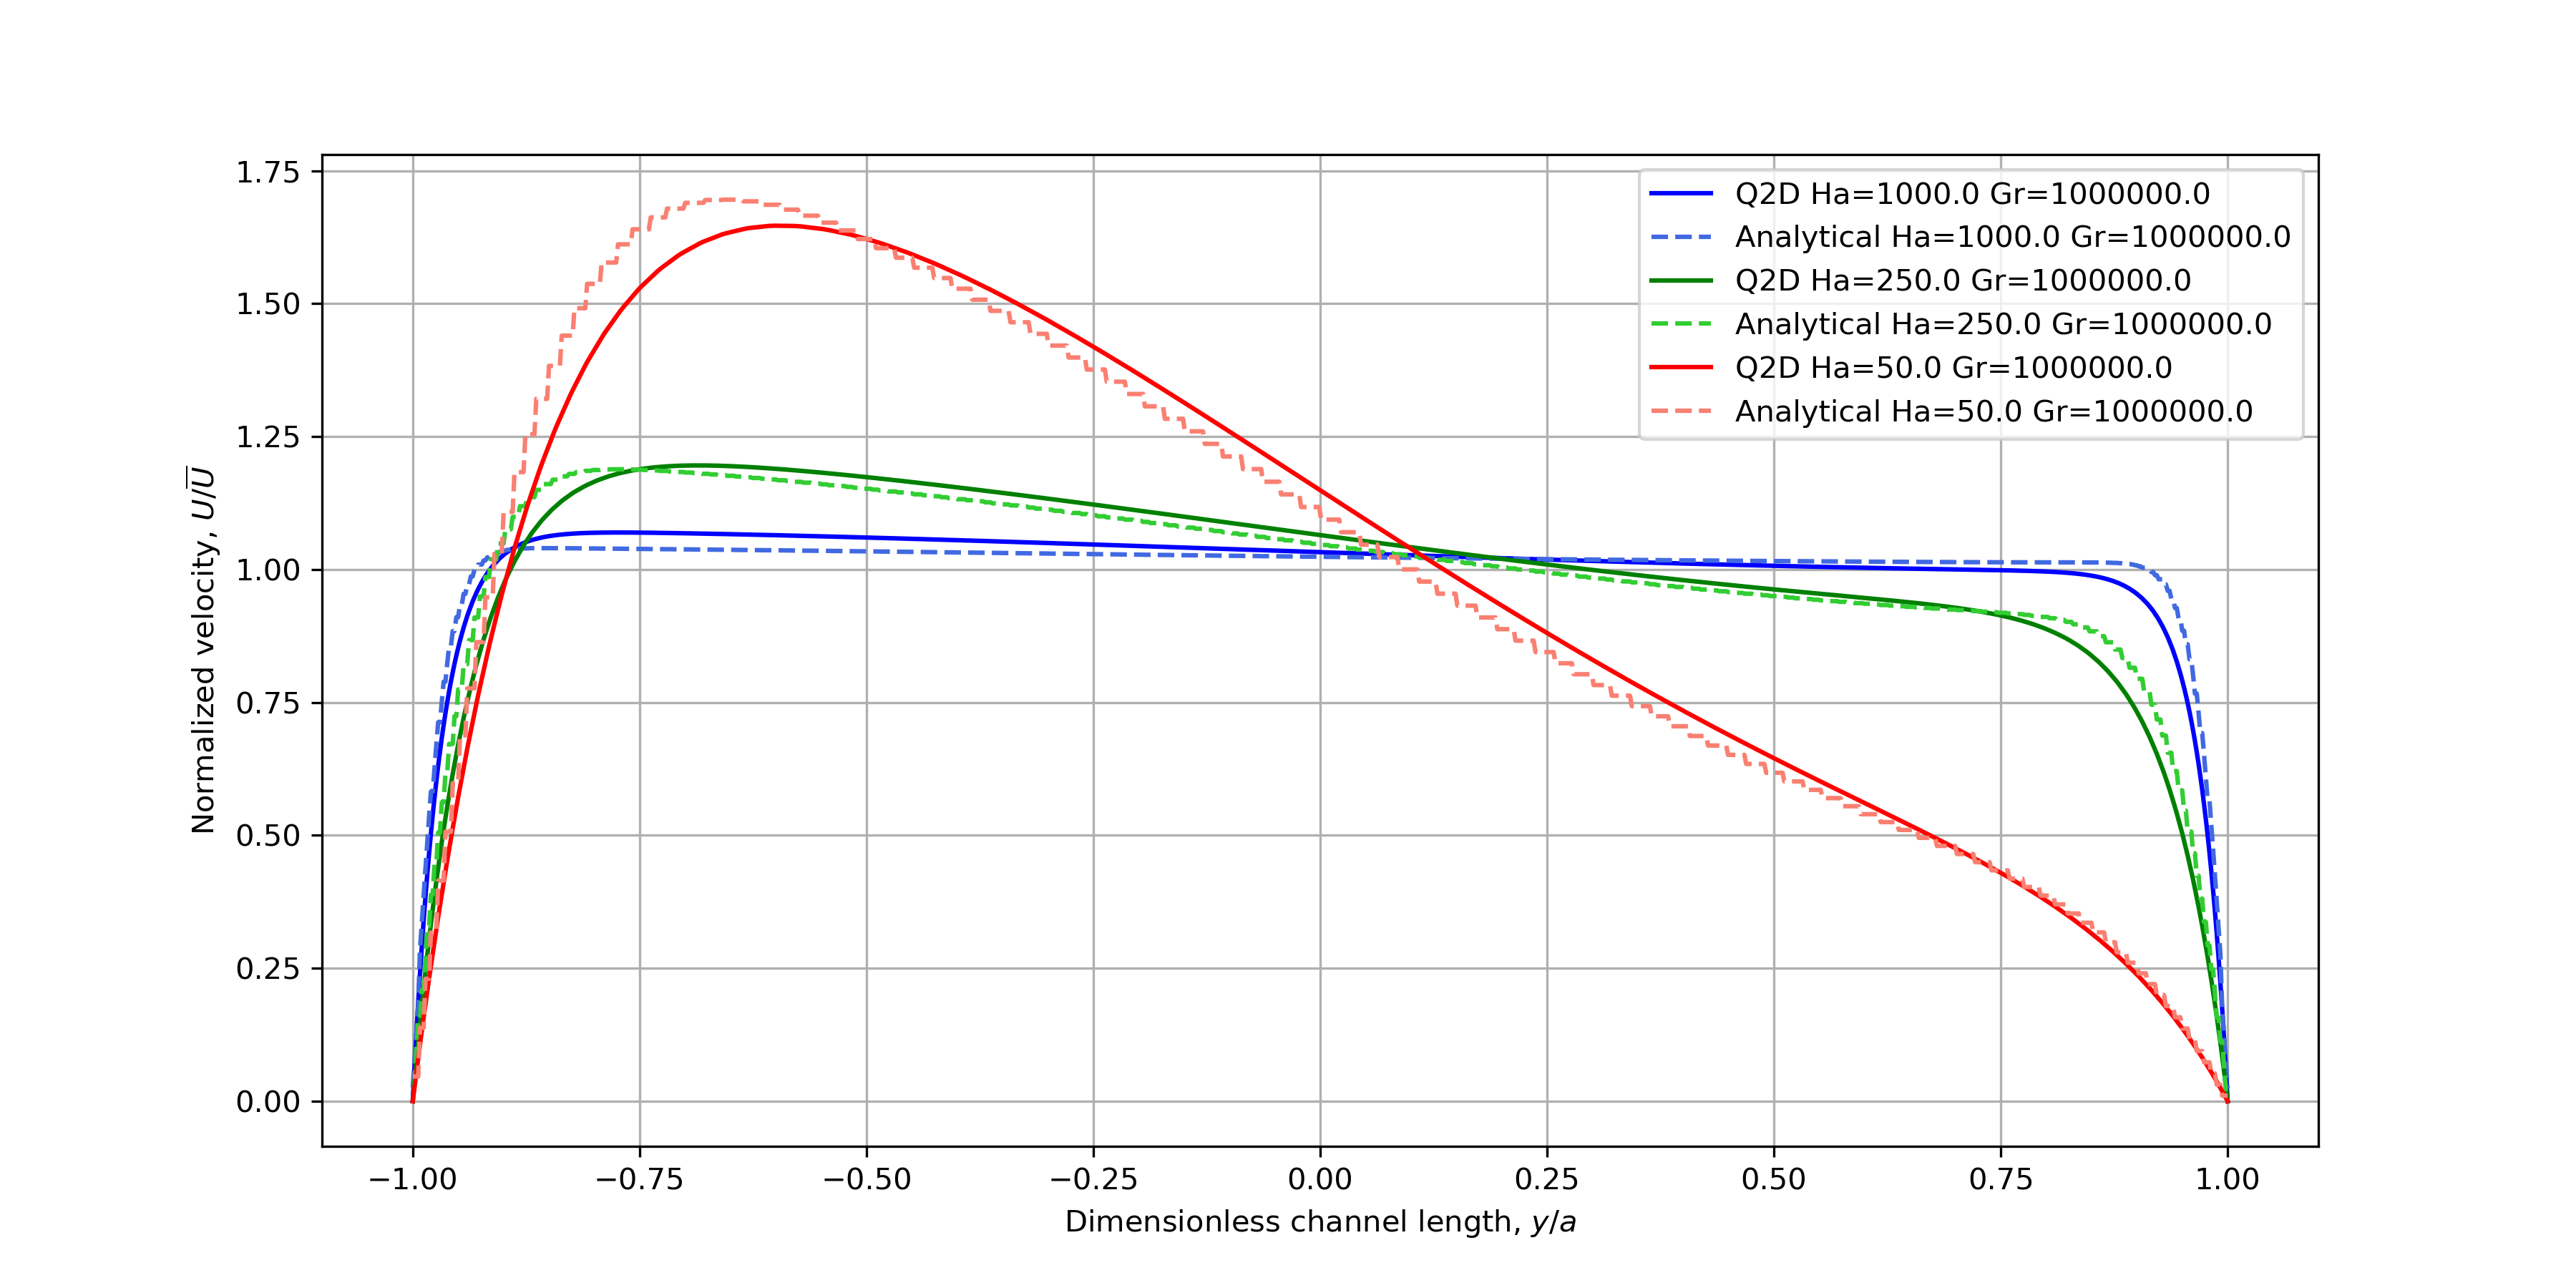 1.75
1.50
1.25
1.00
0.75
0.50
0.25
0.00
Normalized velocity, U/U̅
Q2D Ha=1000.0 Gr=1000000.0
Analytical Ha=1000.0 Gr=1000000.0
Q2D Ha=250.0 Gr=1000000.0
Analytical Ha=250.0 Gr=1000000.0
Q2D Ha=50.0 Gr=1000000.0
Analytical Ha=50.0 Gr=1000000.0
−1.00 −0.75 −0.50 −0.25 0.00 0.25 0.50 0.75 1.00
Dimensionless channel length, y/a